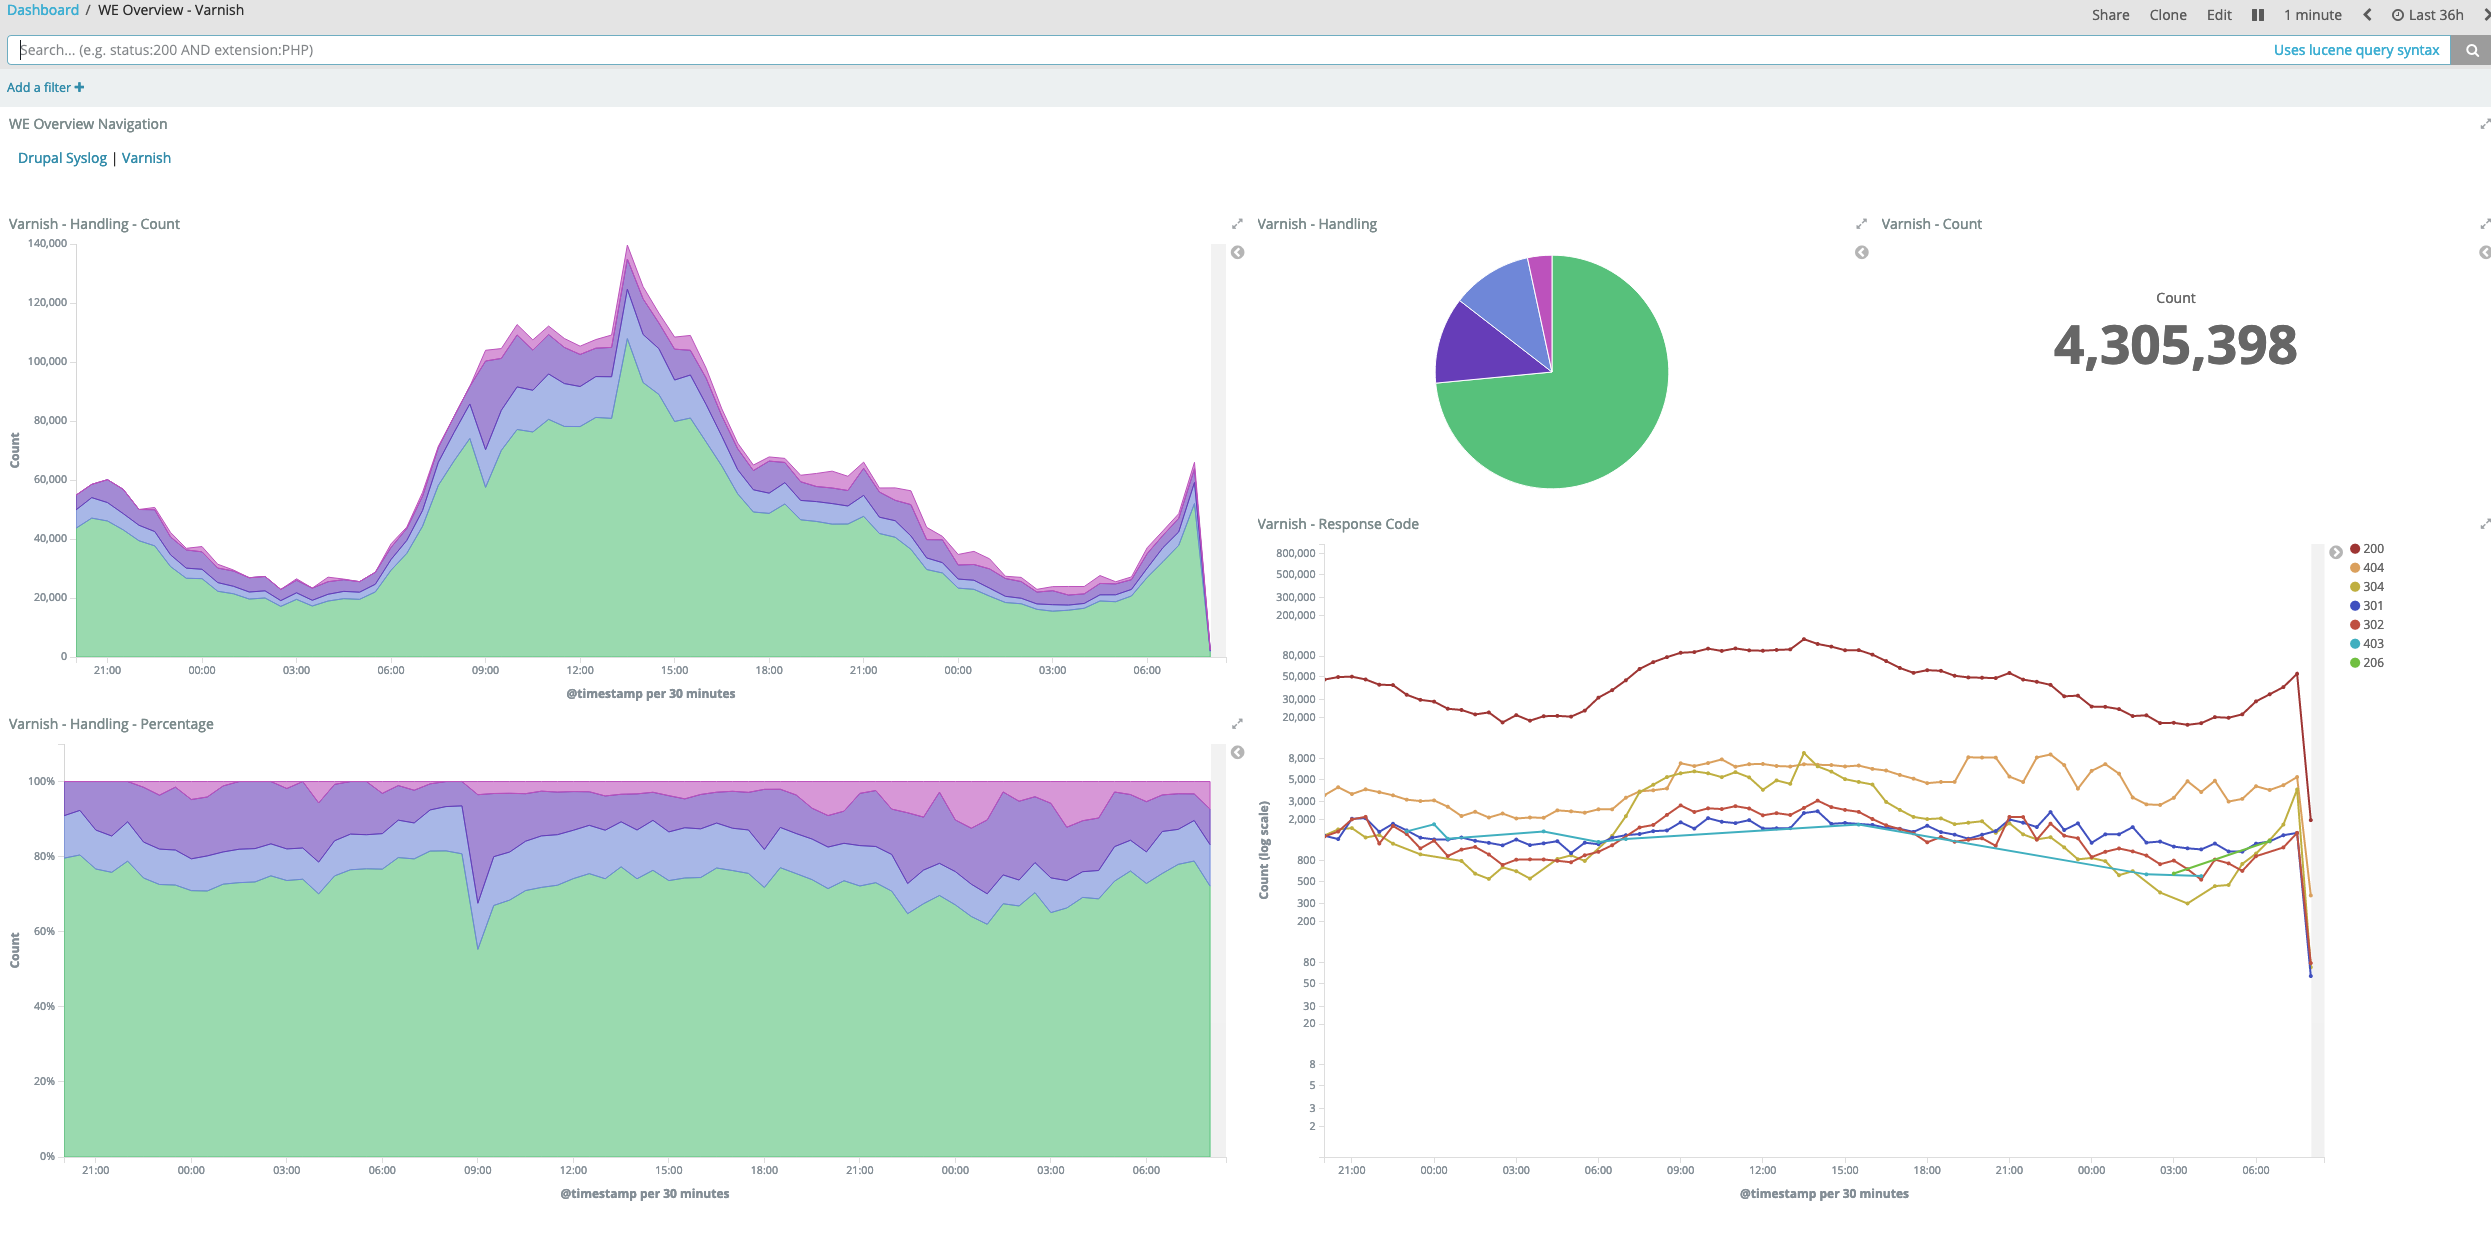 Dashboard / WE Overview - Varnish
Share Clone Edit 1 minute Last 36h
Search... (e.g. status:200 AND extension:PHP)
Uses lucene query syntax
Add a filter
WE Overview Navigation
Drupal Syslog | Varnish
Varnish - Handling - Count
140,000
120,000
100,000
80,000
60,000
40,000
20,000
0
Count
21:00 00:00 03:00 06:00 09:00 12:00 15:00 18:00 21:00 00:00 03:00 06:00
@timestamp per 30 minutes
Varnish - Handling
Varnish - Count
Count
4,305,398
Varnish - Handling - Percentage
100%
80%
60%
40%
20%
0%
Count
21:00 00:00 03:00 06:00 09:00 12:00 15:00 18:00 21:00 00:00 03:00 06:00
@timestamp per 30 minutes
Varnish - Response Code
800,000
500,000
300,000
200,000
80,000
50,000
30,000
20,000
8,000
5,000
3,000
2,000
800
500
300
200
80
50
30
20
8
5
3
2
Count (log scale)
21:00 00:00 03:00 06:00 09:00 12:00 15:00 18:00 21:00 00:00 03:00 06:00
@timestamp per 30 minutes
200
404
304
301
302
403
206